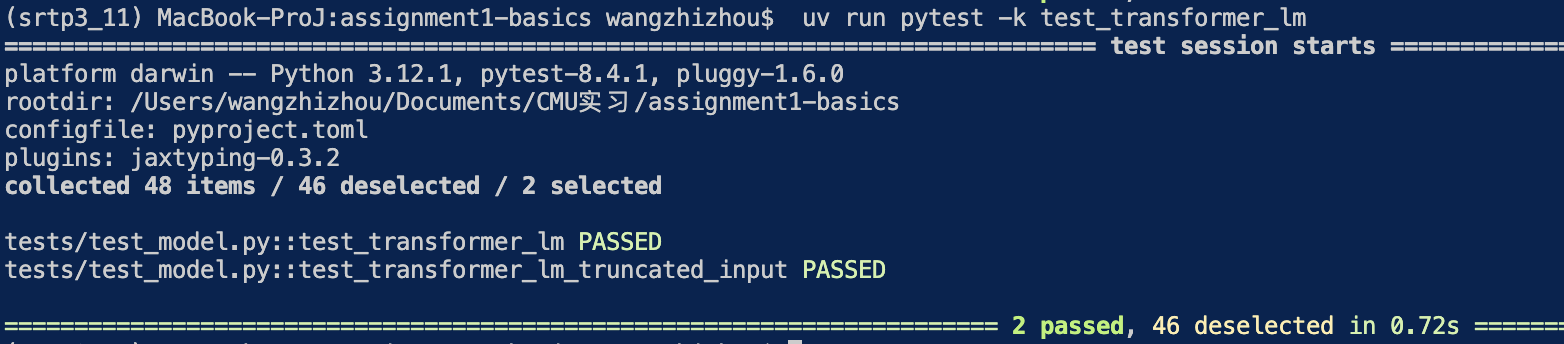 (srtp3_11) MacBook-ProJ:assignment1-basics wangzhizhou$  uv run pytest -k test_transformer_lm
============================================================================== test session starts =============
platform darwin -- Python 3.12.1, pytest-8.4.1, pluggy-1.6.0
rootdir: /Users/wangzhizhou/Documents/CMU实习/assignment1-basics
configfile: pyproject.toml
plugins: jaxtyping-0.3.2
collected 48 items / 46 deselected / 2 selected
tests/test_model.py::test_transformer_lm PASSED
tests/test_model.py::test_transformer_lm_truncated_input PASSED
======================================================================= 2 passed, 46 deselected in 0.72s =======